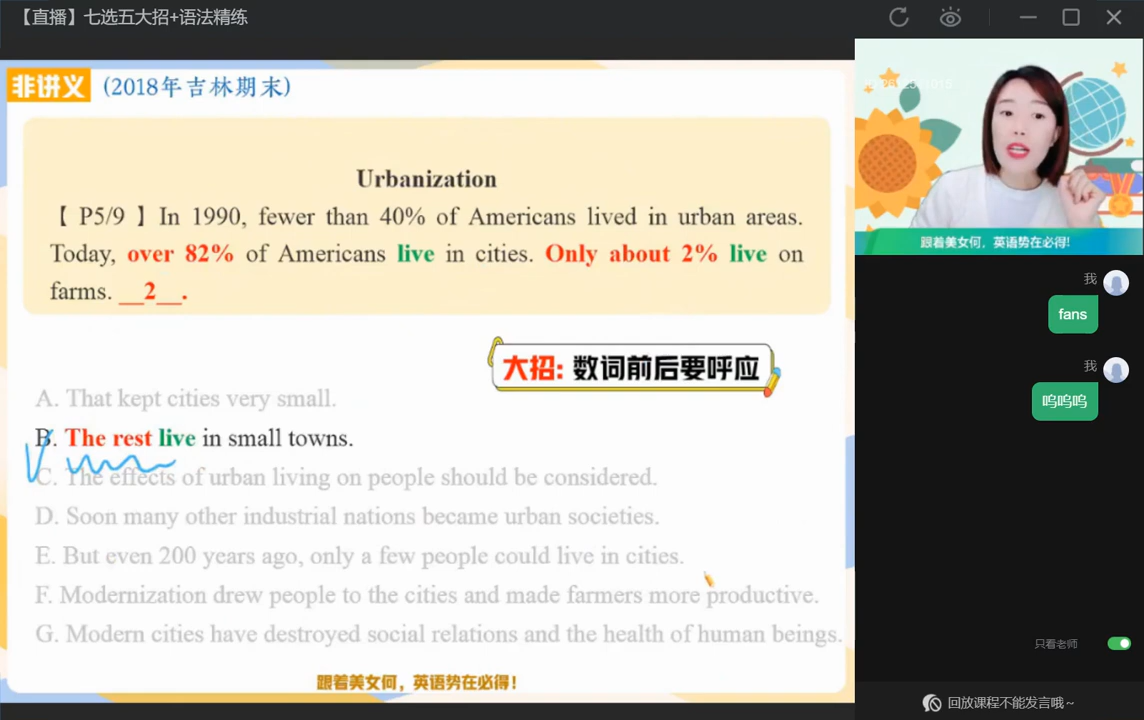 【直播】七选五大招+语法精练
非讲义 (2018年吉林期末)
Urbanization
【 P5/9 】In 1990, fewer than 40% of Americans lived in urban areas.
Today, over 82% of Americans live in cities. Only about 2% live on
farms. __2__.
大招: 数词前后要呼应
A. That kept cities very small.
B. The rest live in small towns.
C. The effects of urban living on people should be considered.
D. Soon many other industrial nations became urban societies.
E. But even 200 years ago, only a few people could live in cities.
F. Modernization drew people to the cities and made farmers more productive.
G. Modern cities have destroyed social relations and the health of human beings.
跟着美女何，英语势在必得!
跟着美女何，英语势在必得!
我
fans
我
呜呜呜
只看老师
回放课程不能发言哦~